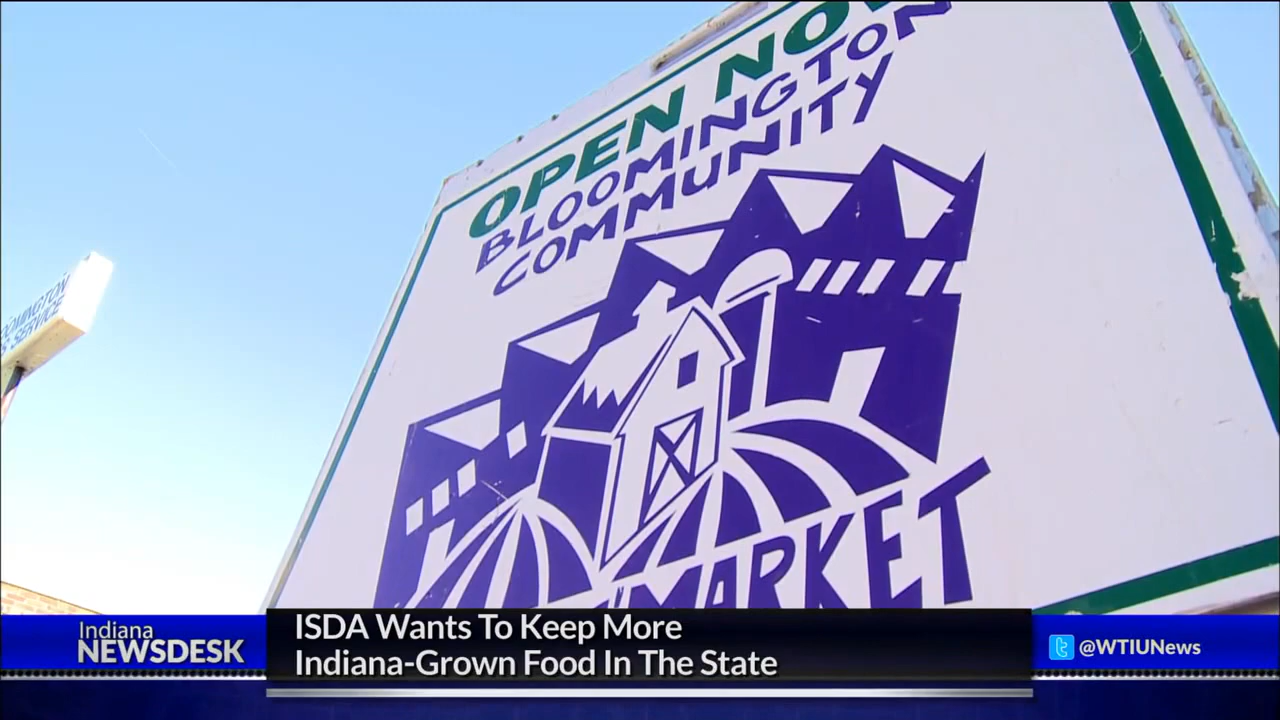 OPEN NOW
BLOOMINGTON
COMMUNITY
MARKET
SERVICE
Indiana
NEWSDESK
ISDA Wants To Keep More
Indiana-Grown Food In The State
@WTIUNews